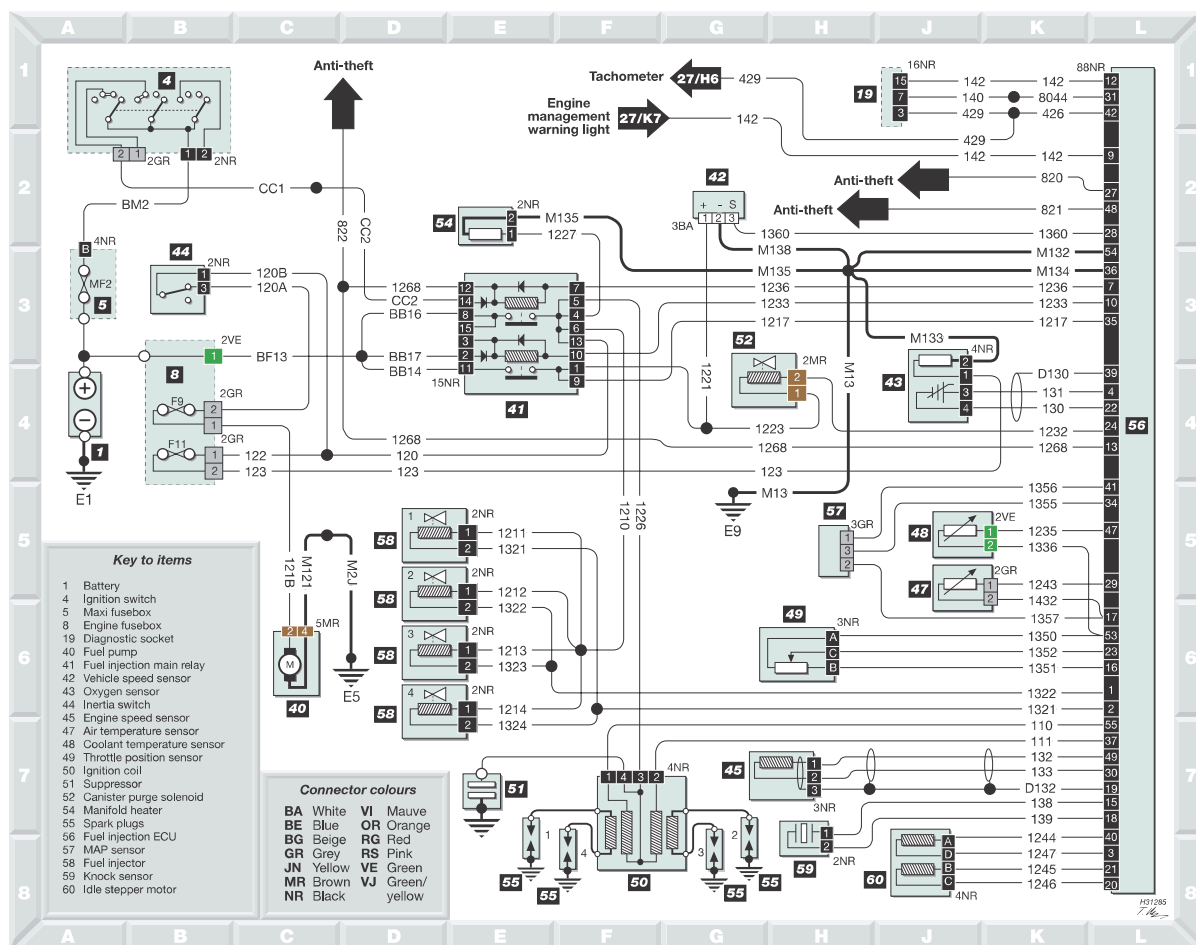 A B C D E F G H I J K L
1
2
3
4
5
6
7
8
4
2 1 2GR 1 2 2NR
Anti-theft
Tachometer 27/H6 429
Engine
management
warning light
27/K7 142
16NR
19
15 142 142 12
7 140 8044 31
3 429 426 42
429
142 142 9
88NR
Anti-theft 820 27
Anti-theft 821 48
CC1
BM2
822
CC2
4NR
B
MF2
5
44
2NR
1 120B
3 120A
54
2NR
2 M135
1 1227
42
+ - S
3BA 1 2 3
1360 1360 28
M138 M132 54
M135 M134 36
1236 1236 7
1233 1233 10
1217 1217 35
1268 12
CC2 14
BB16 8
15
3
BB17 2
BB14 11
15NR
7
5
4
6
13
10
1
9
41
2VE
1 BF13
8
F9
2GR
2
1
F11
2GR
1 122
2 123
1
E1
52
2MR
2
1
1221
1223
M13
M133
4NR
43
2
1
3
4
D130 39
131 4
130 22
1232 24
1268 13
56
1268
120
123
1268
123
M13
E9
1210
1226
1356 41
1355 34
57
3GR
1
3
2
48
2VE
1 1235 47
2 1336
47
2GR
1 1243 29
2 1432
1357 17
49
3NR
A 1350 53
C 1352 23
B 1351 16
1322 1
1321 2
110 55
111 37
58
1 2NR
1 1211
2 1321
58
2 2NR
1 1212
2 1322
58
3 2NR
1 1213
2 1323
58
4 2NR
1 1214
2 1324
121B
M121
M2J
2 4 5MR
M
40
E5
45
1 132 49
2 133 30
3 D132 19
3NR
138 15
139 18
1
2
2NR
59
60
A 1244 40
D 1247 3
B 1245 21
C 1246 20
4NR
51
1 4 3 2 4NR
50
1
4
2
3
55
55
55
55
Key to items
1 Battery
4 Ignition switch
5 Maxi fusebox
8 Engine fusebox
19 Diagnostic socket
40 Fuel pump
41 Fuel injection main relay
42 Vehicle speed sensor
43 Oxygen sensor
44 Inertia switch
45 Engine speed sensor
47 Air temperature sensor
48 Coolant temperature sensor
49 Throttle position sensor
50 Ignition coil
51 Suppressor
52 Canister purge solenoid
54 Manifold heater
55 Spark plugs
56 Fuel injection ECU
57 MAP sensor
58 Fuel injector
59 Knock sensor
60 Idle stepper motor
Connector colours
BA White VI Mauve
BE Blue OR Orange
BG Beige RG Red
GR Grey RS Pink
JN Yellow VE Green
MR Brown VJ Green/
NR Black yellow
H31285
1
2
3
4
5
6
7
8
A B C D E F G H I J K L